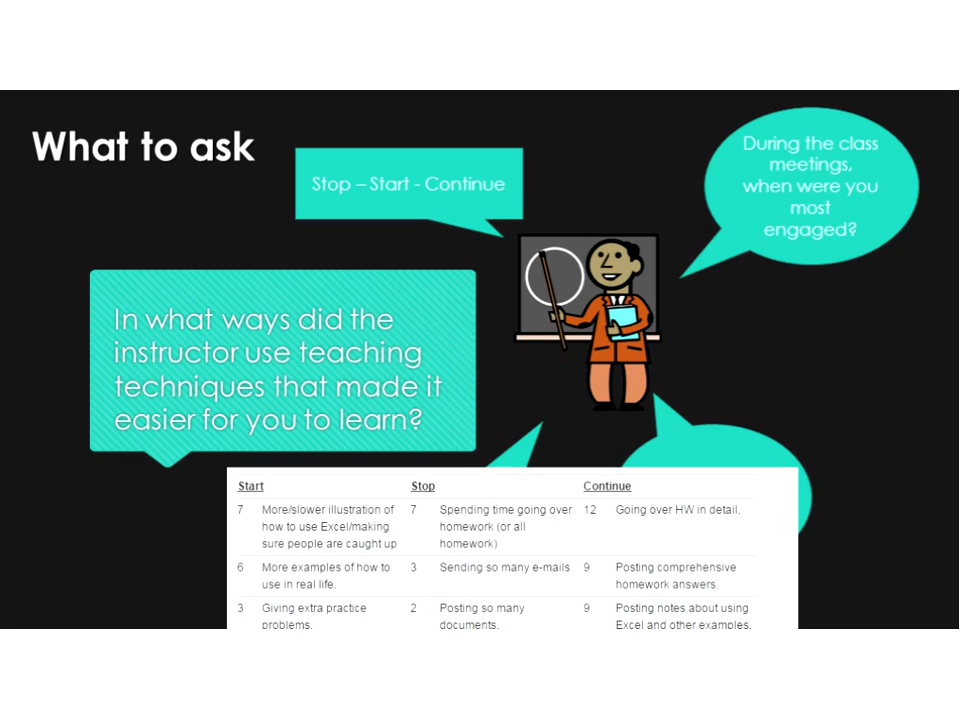 What to ask
Stop – Start - Continue
During the class
meetings,
when were you
most
engaged?
In what ways did the
instructor use teaching
techniques that made it
easier for you to learn?
Start Stop Continue
7 More/slower illustration of 7 Spending time going over 12 Going over HW in detail.
how to use Excel/making homework (or all
sure people are caught up homework)
6 More examples of how to 3 Sending so many e-mails 9 Posting comprehensive
use in real life. homework answers.
3 Giving extra practice 2 Posting so many 9 Posting notes about using
problems. documents. Excel and other examples.